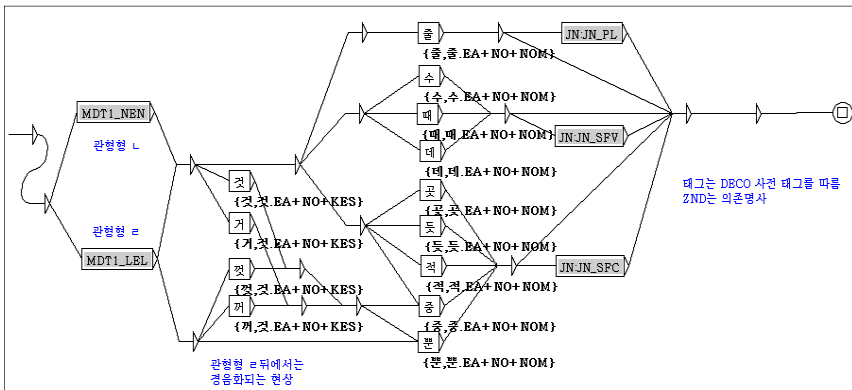 줄
JN:JN_PL
{줄,줄.EA+NO+NOM}
수
{수,수.EA+NO+NOM}
MDT1_NEN
때
{때,때.EA+NO+NOM}
JN:JN_SFV
관형형 ㄴ
데
{데,데.EA+NO+NOM}
것
{것,것.EA+NO+KES}
곳
{곳,곳.EA+NO+NOM}
태그는 DECO 사전 태그를 따름
ZND는 의존명사
거
{거,것.EA+NO+KES}
듯
{듯,듯.EA+NO+NOM}
관형형 ㄹ
MDT1_LEL
껏
{껏,것.EA+NO+KES}
적
{적,적.EA+NO+NOM}
JN:JN_SFC
꺼
{꺼,것.EA+NO+KES}
중
{중,중.EA+NO+NOM}
뿐
{뿐,뿐.EA+NO+NOM}
관형형 ㄹ뒤에서는
경음화되는 현상